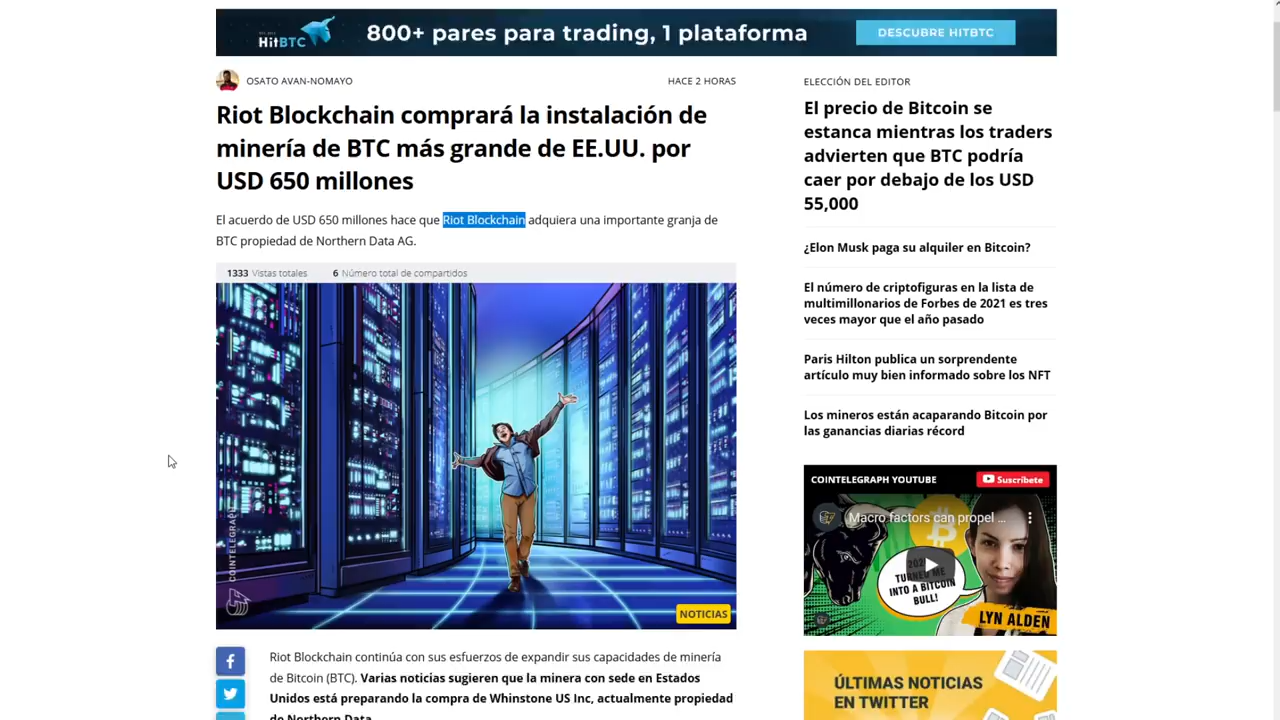 HitBTC
800+ pares para trading, 1 plataforma
DESCUBRE HITBTC
OSATO AVAN-NOMAYO
HACE 2 HORAS
Riot Blockchain comprará la instalación de
minería de BTC más grande de EE.UU. por
USD 650 millones
El acuerdo de USD 650 millones hace que Riot Blockchain adquiera una importante granja de
BTC propiedad de Northern Data AG.
1333 Vistas totales
6 Número total de compartidos
COINTELEGRAPH
NOTICIAS
Riot Blockchain continúa con sus esfuerzos de expandir sus capacidades de minería
de Bitcoin (BTC). Varias noticias sugieren que la minera con sede en Estados
Unidos está preparando la compra de Whinstone US Inc, actualmente propiedad
de Northern Data.
ELECCIÓN DEL EDITOR
El precio de Bitcoin se
estanca mientras los traders
advierten que BTC podría
caer por debajo de los USD
55,000
¿Elon Musk paga su alquiler en Bitcoin?
El número de criptofiguras en la lista de
multimillonarios de Forbes de 2021 es tres
veces mayor que el año pasado
Paris Hilton publica un sorprendente
artículo muy bien informado sobre los NFT
Los mineros están acaparando Bitcoin por
las ganancias diarias récord
COINTELEGRAPH YOUTUBE
Suscríbete
Macro factors can propel ...
TURNED ME
INTO A BITCOIN
BULL!
LYN ALDEN
ÚLTIMAS NOTICIAS
EN TWITTER